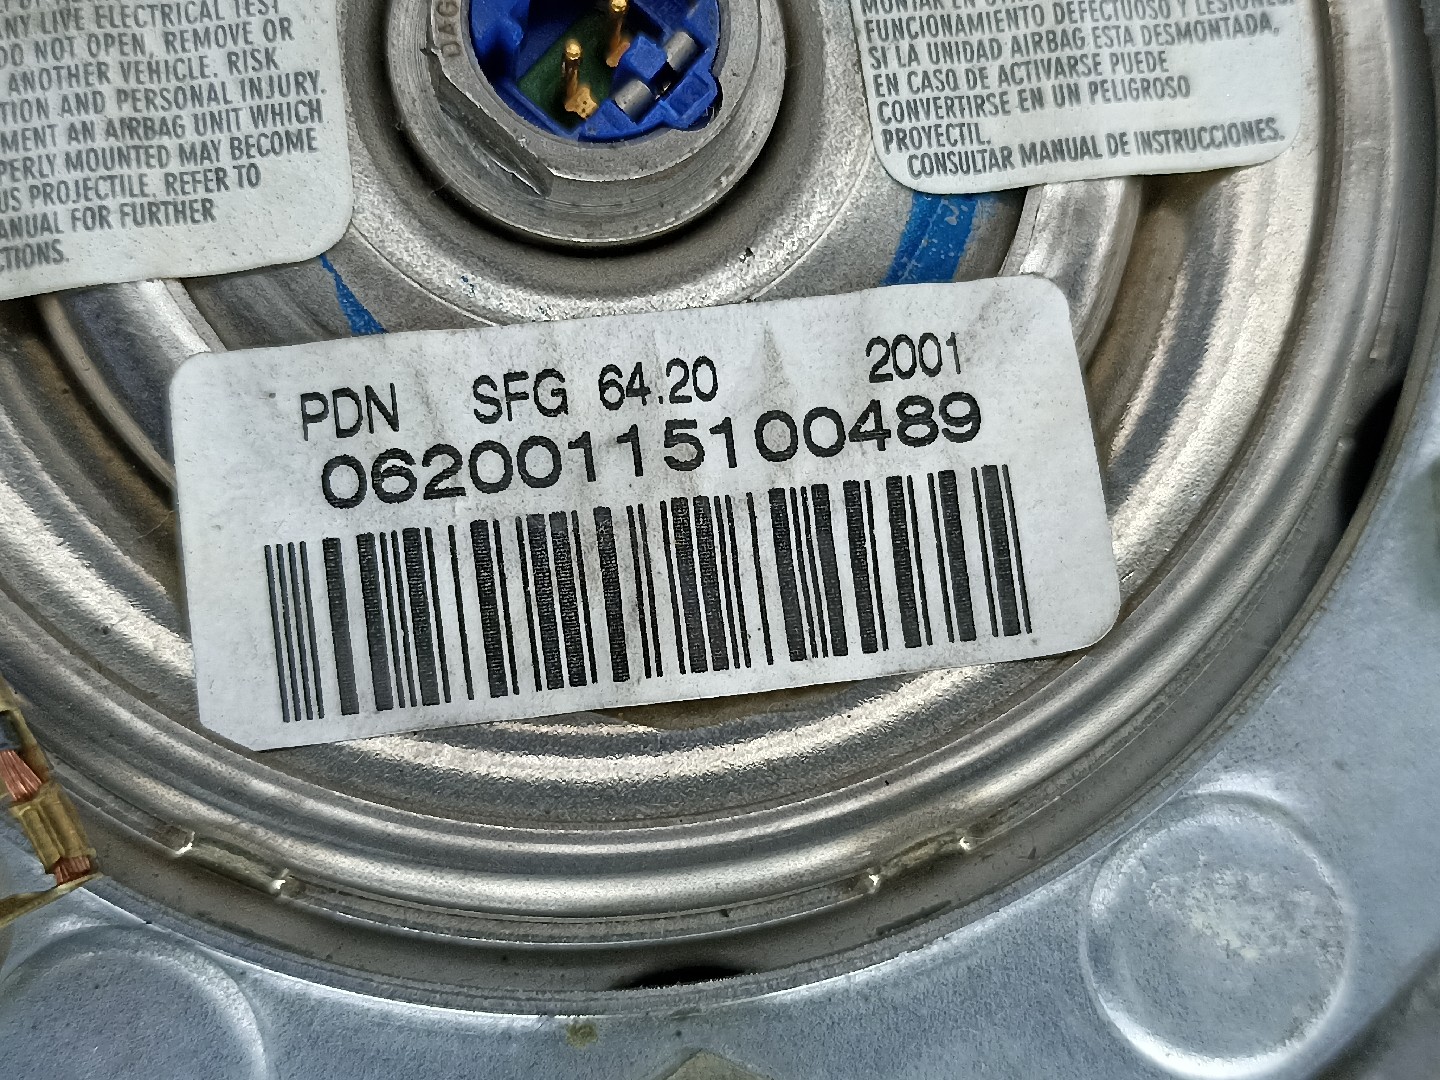 NY LIVE ELECTRICAL TEST
DO NOT OPEN, REMOVE OR
ANOTHER VEHICLE. RISK
TION AND PERSONAL INJURY.
MENT AN AIRBAG UNIT WHICH
PERLY MOUNTED MAY BECOME
US PROJECTILE. REFER TO
ANUAL FOR FURTHER
CTIONS.
DAG
MONTAR EN
FUNCIONAMIENTO DEFECTUOSO Y LESIONES.
SI LA UNIDAD AIRBAG ESTA DESMONTADA,
EN CASO DE ACTIVARSE PUEDE
CONVERTIRSE EN UN PELIGROSO
PROYECTIL.
CONSULTAR MANUAL DE INSTRUCCIONES.
PDN SFG 64.20 2001
06200115100489